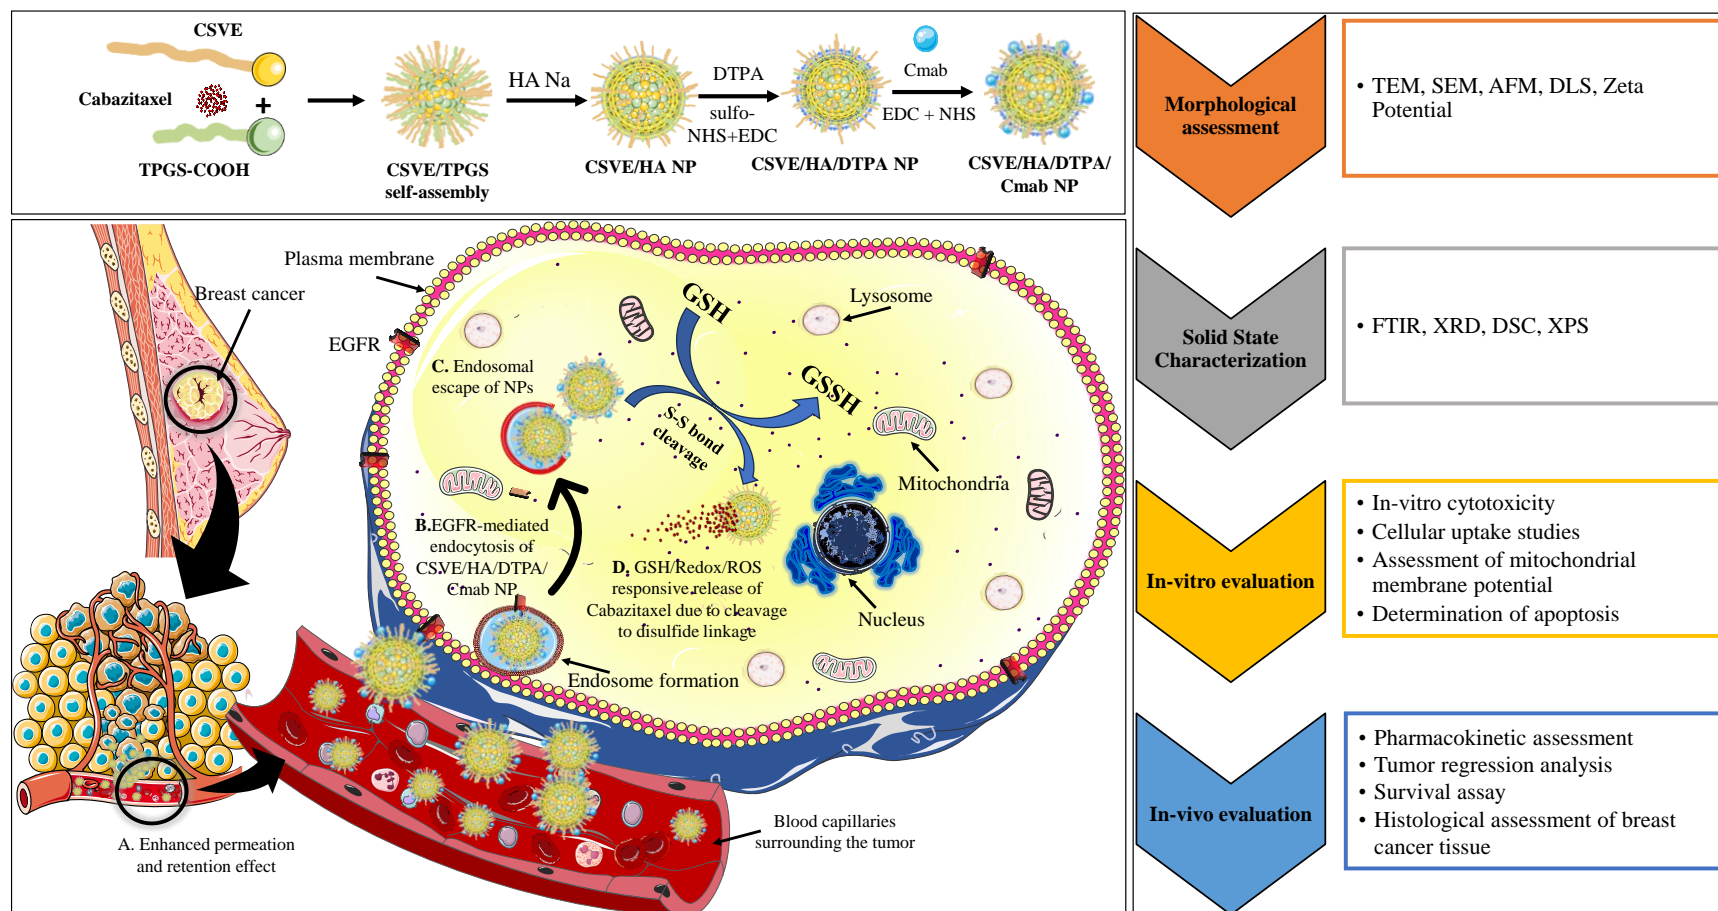 CSVE
Cabazitaxel
+
TPGS-COOH
CSVE/TPGS
self-assembly
HA Na
CSVE/HA NP
DTPA
sulfo-
NHS+EDC
CSVE/HA/DTPA NP
Cmab
EDC + NHS
CSVE/HA/DTPA/
Cmab NP
Plasma membrane
Breast cancer
EGFR
GSH
Lysosome
C. Endosomal
escape of NPs
GSSH
S-S bond
cleavage
Mitochondria
B.EGFR-mediated
endocytosis of
CSVE/HA/DTPA/
Cmab NP
D. GSH/Redox/ROS
responsive release of
Cabazitaxel due to cleavage
to disulfide linkage
Nucleus
Endosome formation
Blood capillaries
surrounding the tumor
A. Enhanced permeation
and retention effect
Morphological
assessment
• TEM, SEM, AFM, DLS, Zeta
Potential
Solid State
Characterization
• FTIR, XRD, DSC, XPS
In-vitro evaluation
• In-vitro cytotoxicity
• Cellular uptake studies
• Assessment of mitochondrial
membrane potential
• Determination of apoptosis
In-vivo evaluation
• Pharmacokinetic assessment
• Tumor regression analysis
• Survival assay
• Histological assessment of breast
cancer tissue